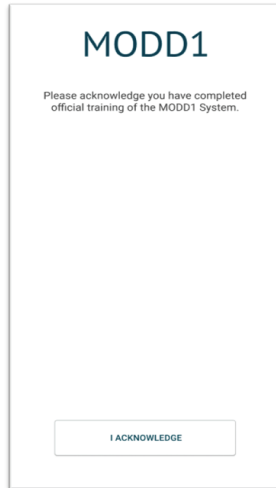 MODD1
Please acknowledge you have completed
official training of the MODD1 System.
I ACKNOWLEDGE